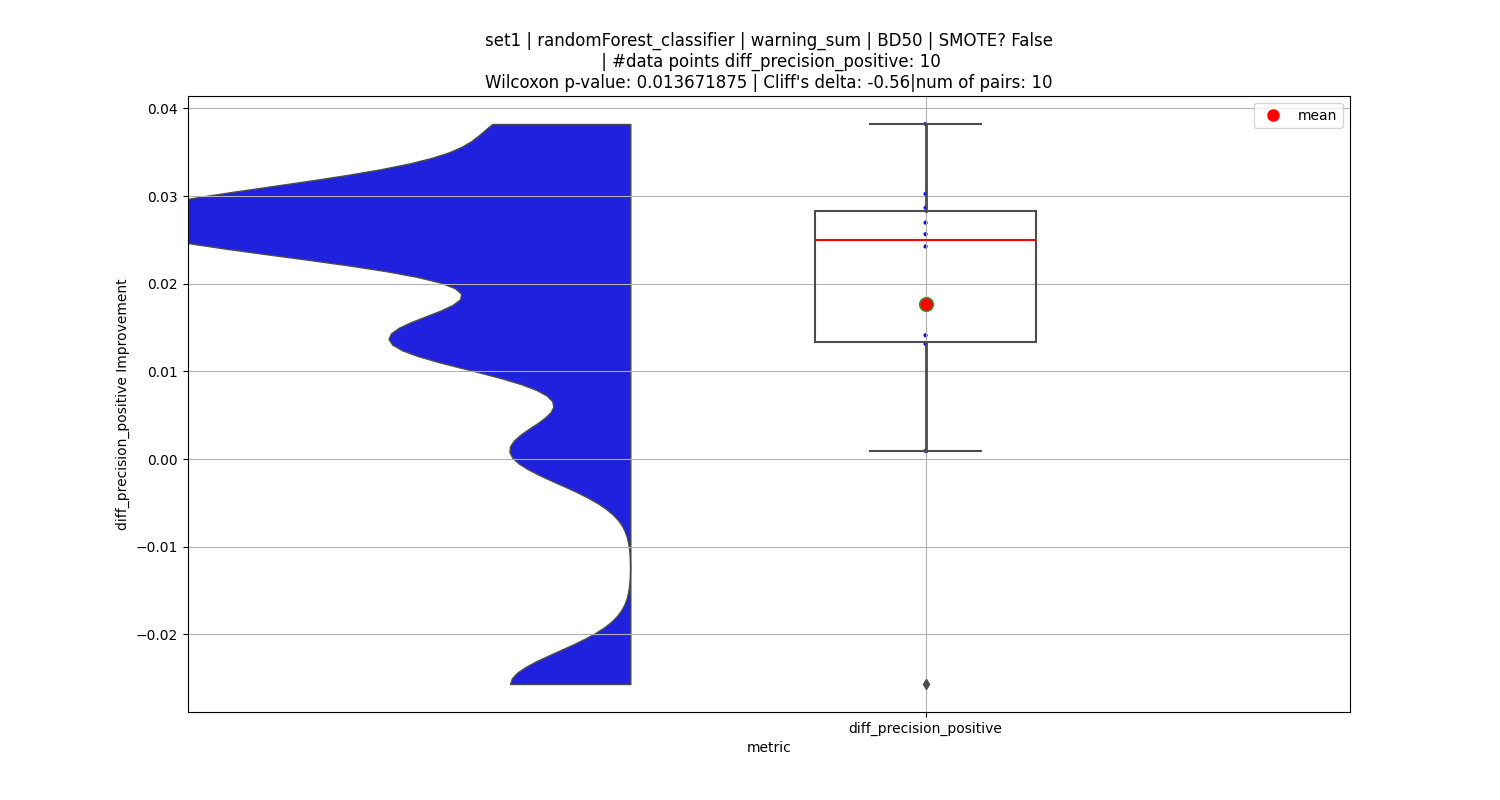 set1 | randomForest_classifier | warning_sum | BD50 | SMOTE? False
| #data points diff_precision_positive: 10
Wilcoxon p-value: 0.013671875 | Cliff's delta: -0.56|num of pairs: 10
mean
0.04
0.03
0.02
0.01
0.00
−0.01
−0.02
diff_precision_positive Improvement
diff_precision_positive
metric